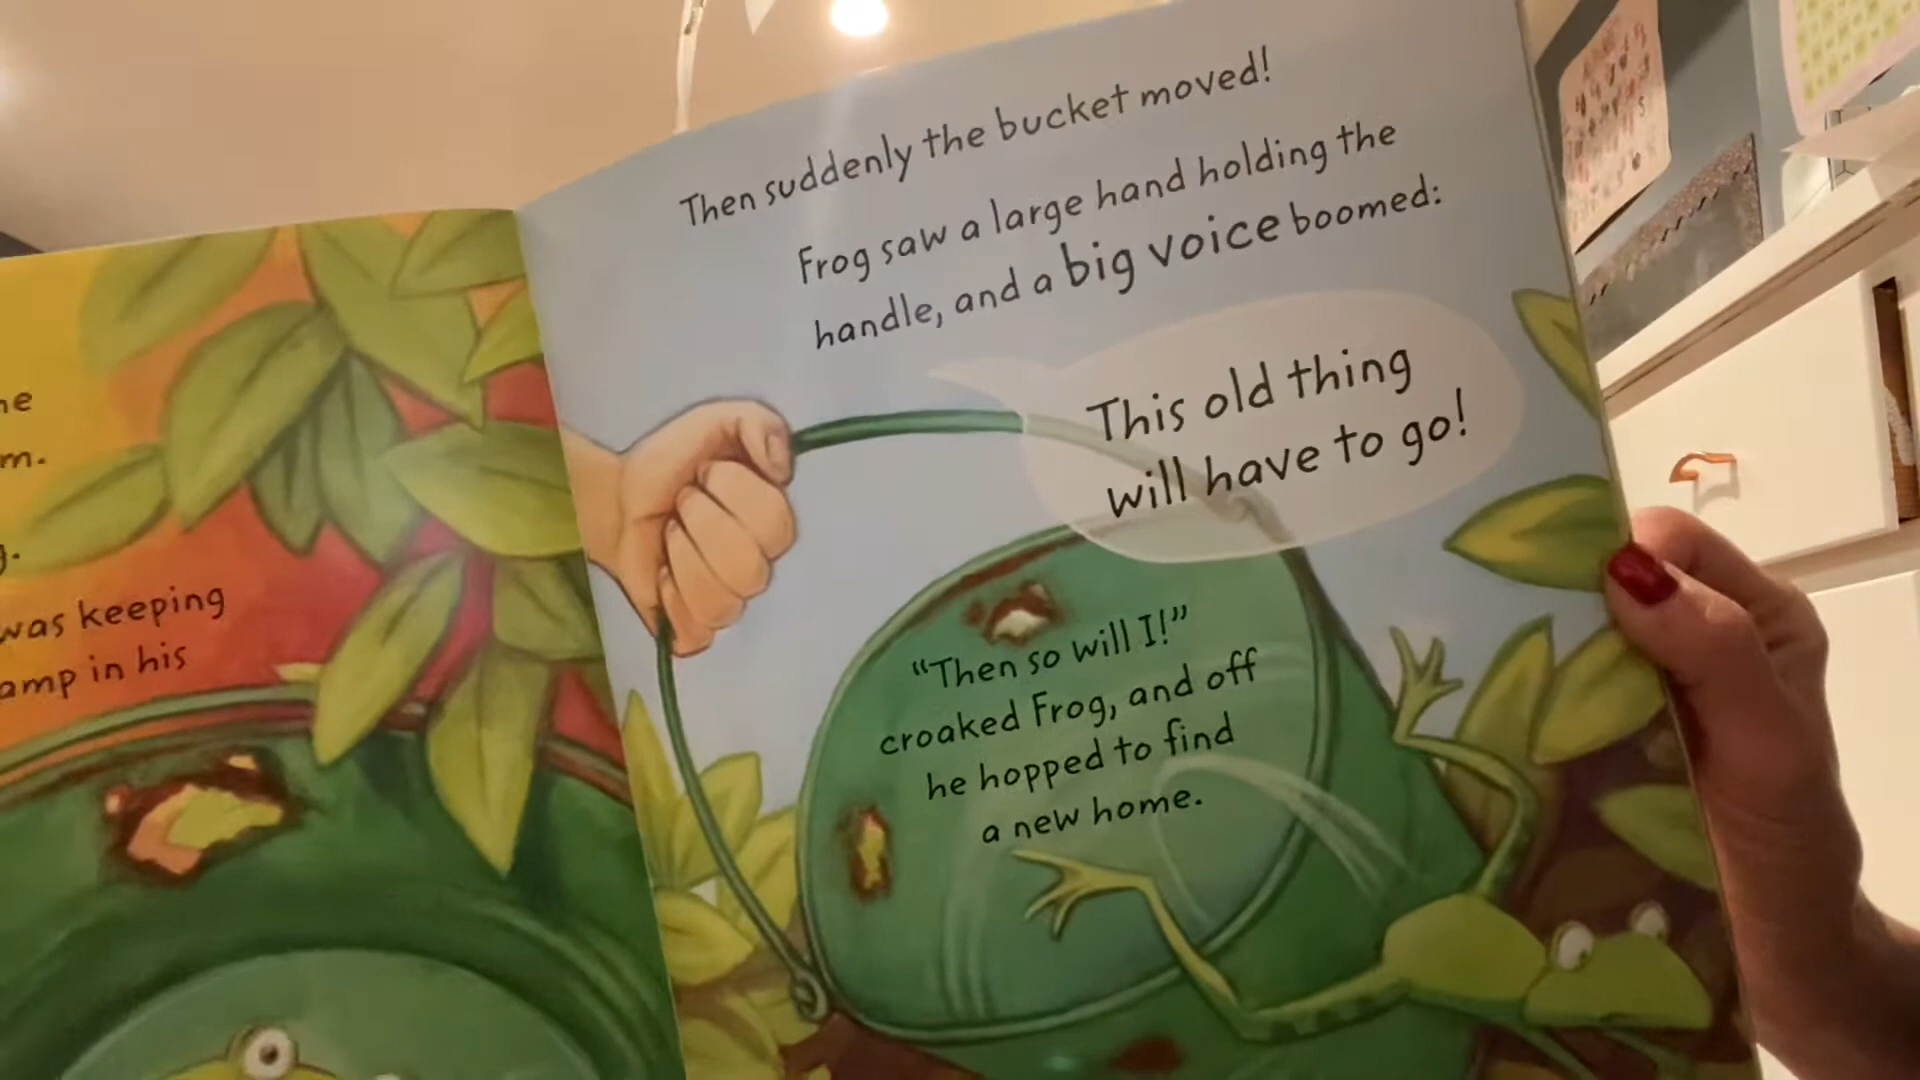 m.
was keeping
in his
Then suddenly the bucket moved!
Frog saw a large hand holding the
handle, and a big voice boomed:
This old thing
will have to go!
“Then so will I!”
croaked Frog, and off
he hopped to find
a new home.